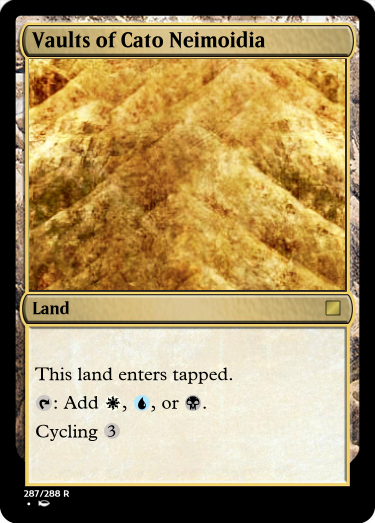 Vaults of Cato Neimoidia
Land
This land enters tapped.
: Add , , or .
Cycling 3
287/288 R